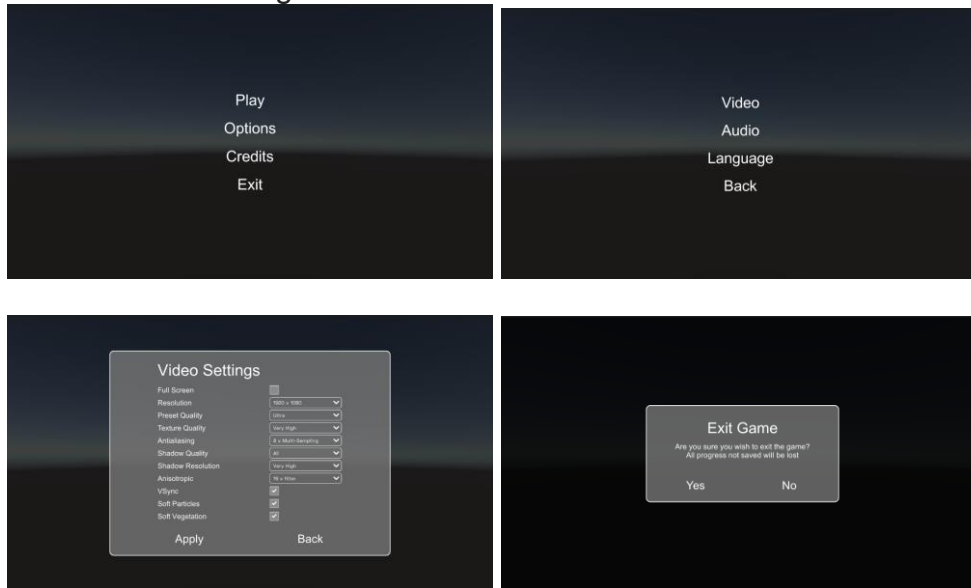 Play
Options
Credits
Exit
Video
Audio
Language
Back
Video Settings
Full Screen
Resolution 1920 x 1080
Preset Quality Ultra
Texture Quality Very High
Antialiasing 8 x Multi-Sampling
Shadow Quality All
Shadow Resolution Very High
Anisotropic 16 x filter
VSync
Soft Particles
Soft Vegetation
Apply Back
Exit Game
Are you sure you wish to exit the game?
All progress not saved will be lost
Yes No